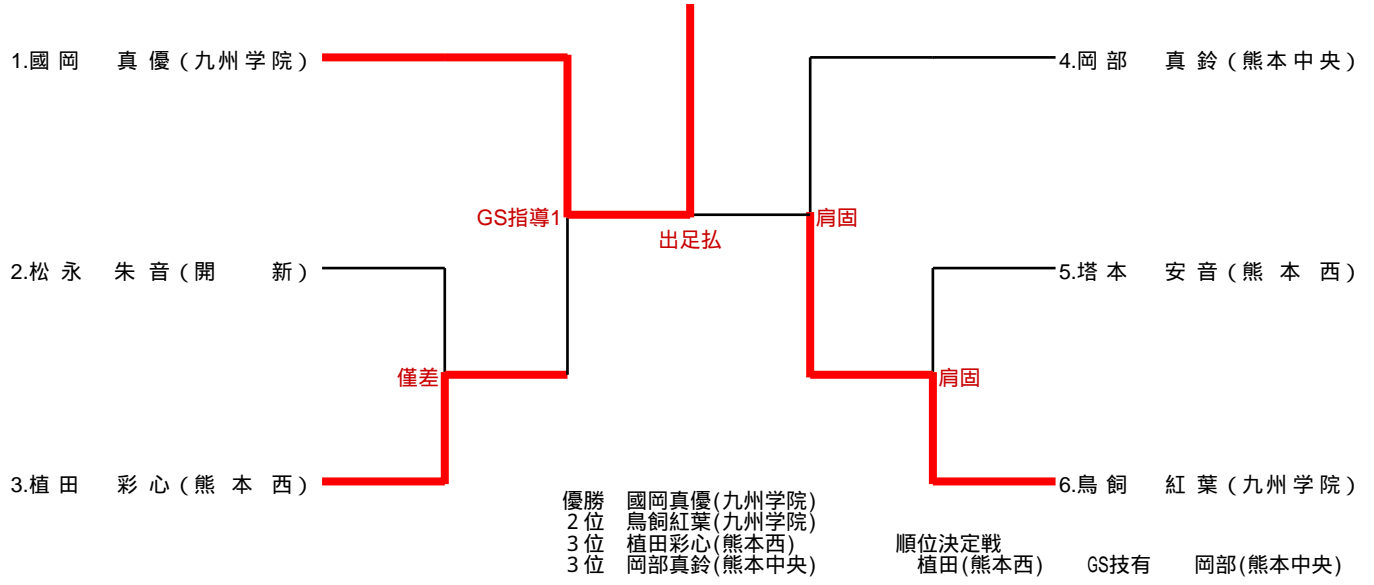 1.國岡 真優(九州学院)
4.岡部 真鈴(熊本中央)
GS指導1
肩固
出足払
2.松永 朱音(開 新)
5.塔本 安音(熊本西)
僅差
肩固
3.植田 彩心(熊本西)
6.鳥飼 紅葉(九州学院)
優勝 國岡真優(九州学院)
2位 鳥飼紅葉(九州学院)
3位 植田彩心(熊本西) 順位決定戦
3位 岡部真鈴(熊本中央) 植田(熊本西) GS技有 岡部(熊本中央)